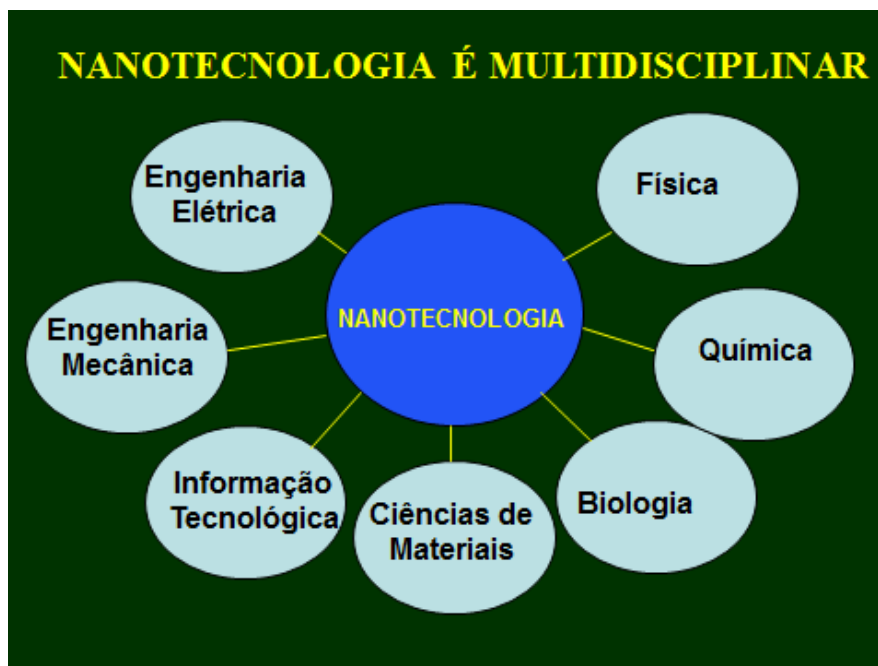 NANOTECNOLOGIA É MULTIDISCIPLINAR
Engenharia
Elétrica
Física
NANOTECNOLOGIA
Engenharia
Mecânica
Química
Informação
Tecnológica
Ciências de
Materiais
Biologia